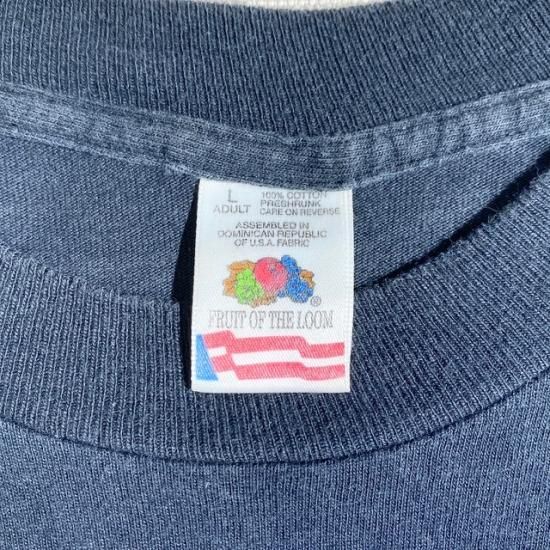 L
ADULT
100% COTTON
PRESHRUNK
CARE ON REVERSE
ASSEMBLED IN
DOMINICAN REPUBLIC
OF U.S.A. FABRIC
®
FRUIT OF THE LOOM